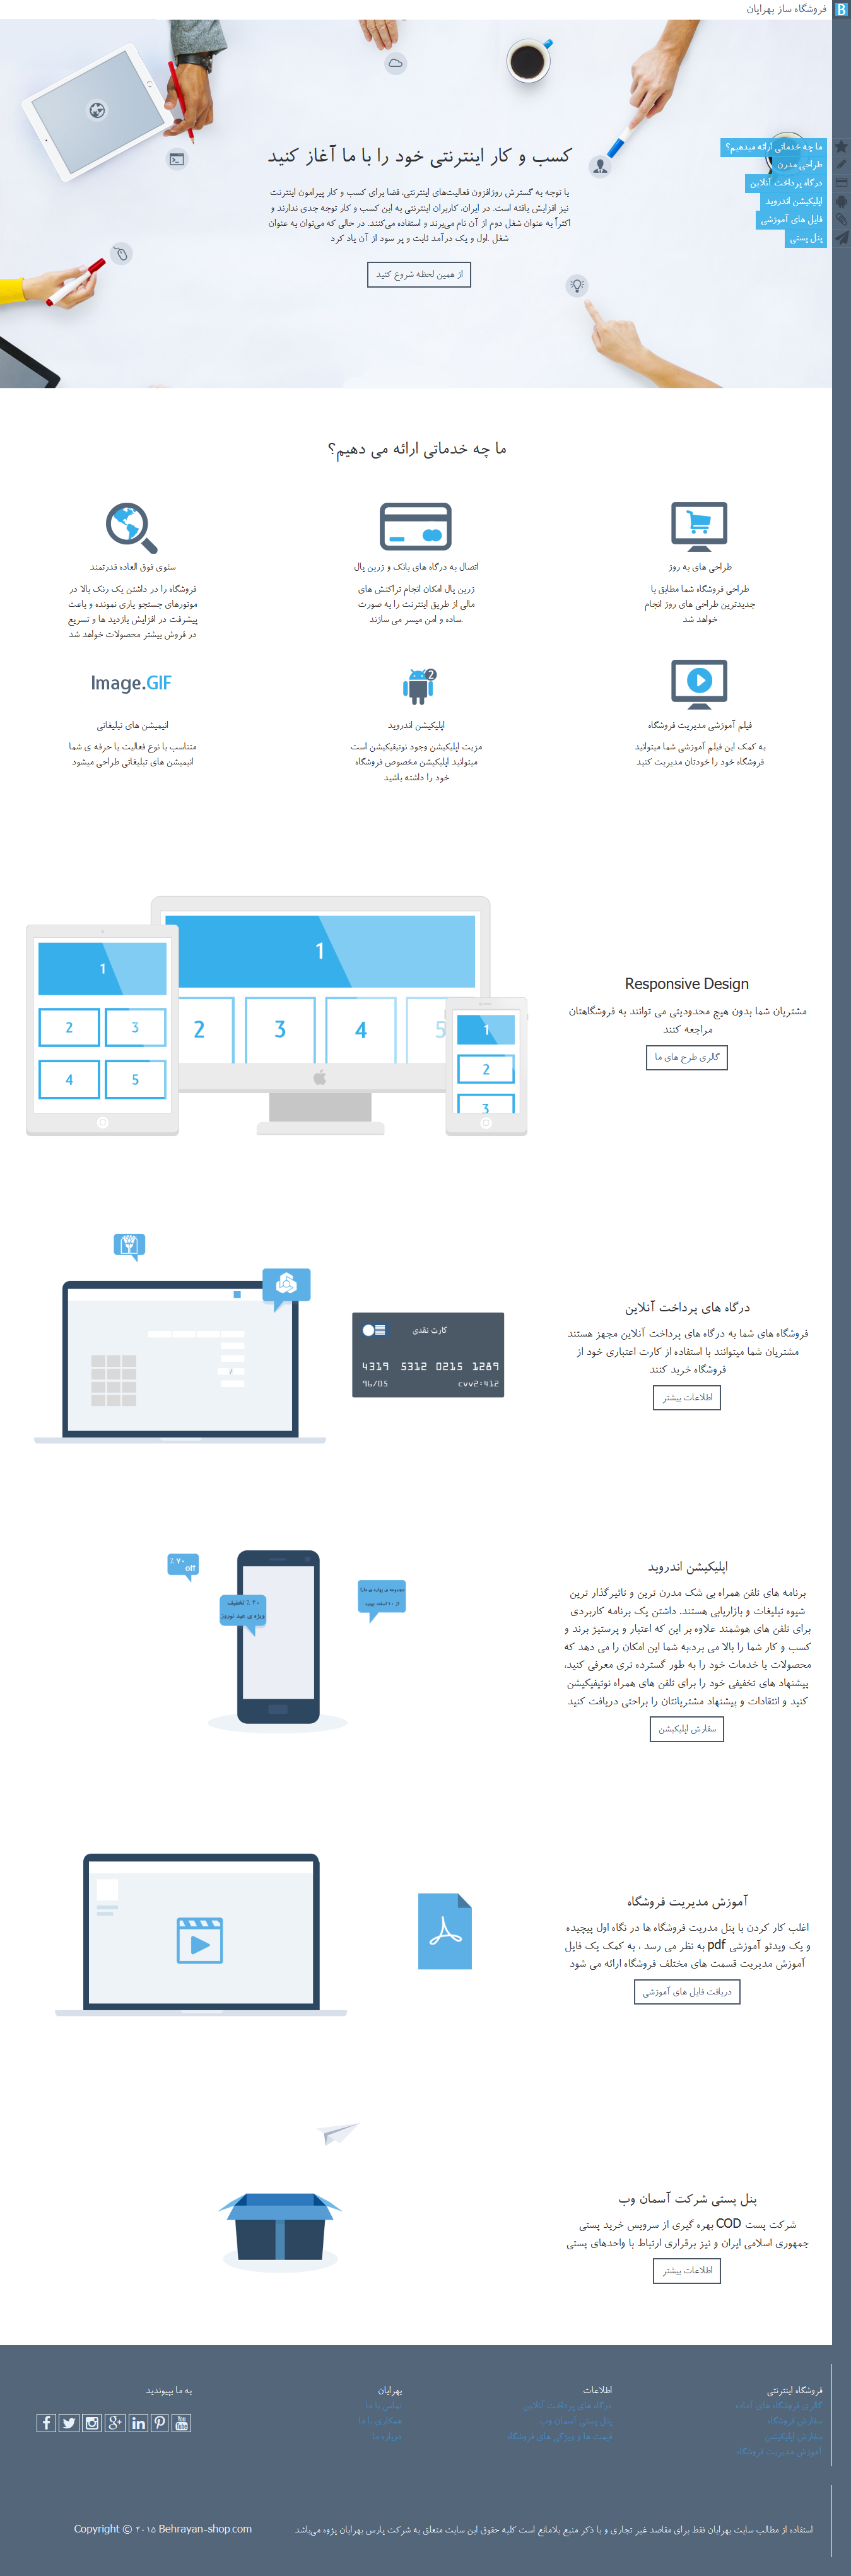 فروشگاه ساز بهرایان
B
کسب و کار اینترنتی خود را با ما آغاز کنید
با توجه به گسترش روزافزون فعالیت‌های اینترنتی، فضا برای کسب و کار پیرامون اینترنت
نیز افزایش یافته است. در ایران، کاربران اینترنتی به این کسب و کار توجه جدی ندارند و
اکثراً به عنوان شغل دوم از آن نام می‌برند و استفاده می‌کنند. در حالی که می‌توان به عنوان
شغل .اول و یک درآمد ثابت و پر سود از آن یاد کرد
از همین لحظه شروع کنید
ما چه خدماتی ارائه میدهیم؟
طراحی مدرن
درگاه پرداخت آنلاین
اپلیکیشن اندروید
فایل های آموزشی
پنل پستی
ما چه خدماتی ارائه می دهیم؟
طراحی های به روز
طراحی فروشگاه شما مطابق با
جدیدترین طراحی های روز انجام
خواهد شد
اتصال به درگاه های بانک و زرین پال
زرین پال امکان انجام تراکنش های
مالی از طریق اینترنت را به صورت
ساده و امن میسر می سازند.
سئوی فوق العاده قدرتمند
فروشگاه را در داشتن یک رنک بالا در
موتورهای جستجو یاری نمونده و باعث
پیشرفت در افزایش بازدید ها و تسریع
در فروش بیشتر محصولات خواهد شد
فیلم آموزشی مدیریت فروشگاه
به کمک این فیلم آموزشی شما میتوانید
فروشگاه خود را خودتان مدیریت کنید
2
اپلیکیشن اندروید
مزیت اپلیکیشن وجود نوتیفیکیشن است
میتوانید اپلیکیشن مخصوص فروشگاه
خود را داشته باشید
Image.GIF
انیمیشن های تبلیغاتی
متناسب با نوع فعالیت یا حرفه ی شما
انیمیشن های تبلیغاتی طراحی میشود
1
2 3
4 5
1
2 3 4 5
1
2
3
Responsive Design
مشتریان شما بدون هیچ محدودیتی می توانند به فروشگاهتان
مراجعه کنند
گالری طرح های ما
کارت نقدی
4319 5312 0215 1289
96/05 cvv2:412
درگاه های پرداخت آنلاین
فروشگاه های شما به درگاه های پرداخت آنلاین مجهز هستند
مشتریان شما میتوانند با استفاده از کارت اعتباری خود از
فروشگاه خرید کنند
اطلاعات بیشتر
٪ ۷۰
off
۲۰ ٪ تخفیف
ویژه ی عید نوروز
اپلیکیشن اندروید
برنامه های تلفن همراه بی شک مدرن ترین و تاثیرگذار ترین
شیوه تبلیغات و بازاریابی هستند. داشتن یک برنامه کاربردی
برای تلفن های هوشمند علاوه بر این که اعتبار و پرستیژ برند و
کسب و کار شما را بالا می برد،به شما این امکان را می دهد که
محصولات یا خدمات خود را به طور گسترده تری معرفی کنید،
پیشنهاد های تخفیفی خود را برای تلفن های همراه نوتیفیکیشن
کنید و انتقادات و پیشنهاد مشتریانتان را براحتی دریافت کنید
سفارش اپلیکیشن
آموزش مدیریت فروشگاه
اغلب کار کردن با پنل مدریت فروشگاه ها در نگاه اول پیچیده
به نظر می رسد ، به کمک یک فایل pdf و یک ویدئو آموزشی
آموزش مدیریت قسمت های مختلف فروشگاه ارائه می شود
دریافت فایل های آموزشی
پنل پستی شرکت آسمان وب
شرکت پست COD بهره گیری از سرویس خرید پستی
جمهوری اسلامی ایران و نیز برقراری ارتباط با واحدهای پستی
اطلاعات بیشتر
فروشگاه اینترنتی
گالری فروشگاه های آماده
سفارش فروشگاه
سفارش اپلیکیشن
آموزش مدیریت فروشگاه
اطلاعات
درگاه های پرداخت آنلاین
پنل پستی آسمان وب
قیمت ها و ویژگی های فروشگاه
بهرایان
تماس با ما
همکاری با ما
درباره ما
به ما بپیوندید
استفاده از مطالب سایت بهرایان فقط برای مقاصد غیر تجاری و با ذکر منبع بلامانع است کلیه حقوق این سایت متعلق به شرکت پارس بهرایان پژوه می‌باشد
Copyright © ۲۰۱۵ Behrayan-shop.com